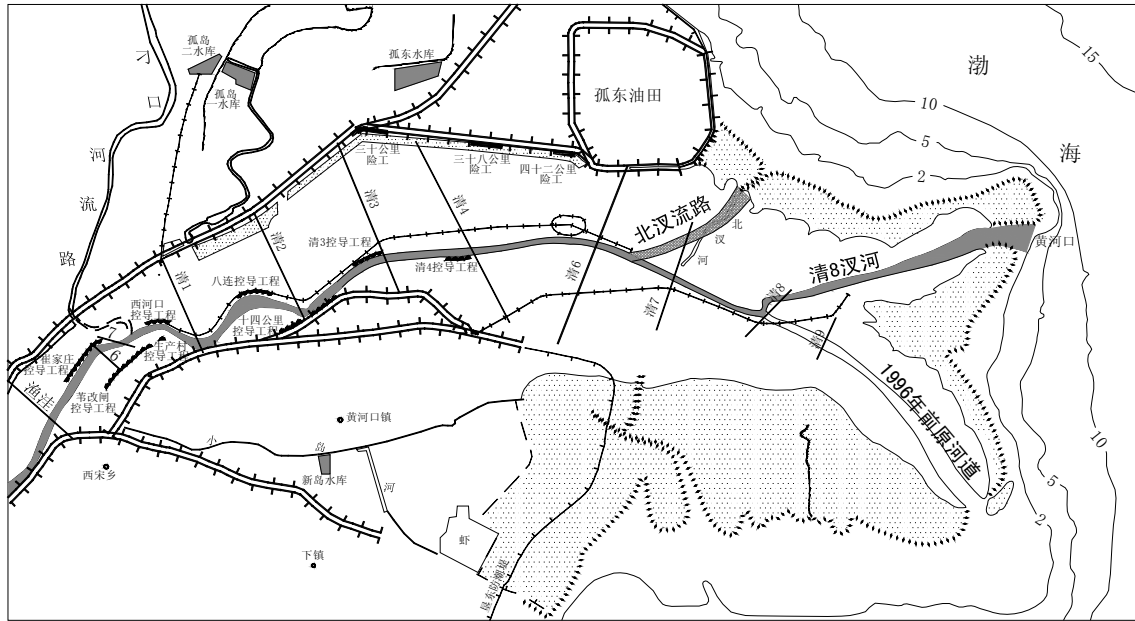 刁
口
河
流
路
孤岛
二水库
孤岛
一水库
孤东水库
孤东油田
渤
海
15
10
5
2
三十公里
险工
三十八公里
险工
四十二公里
险工
清3
清4
清2
清1
清3控导工程
清4控导工程
清6
清7
清8
清9
北汊流路
北
汊
河
清8汊河
黄河口
八连控导工程
西河口
控导工程
十四公里
控导工程
生产村
控导工程
崔家庄
控导工程
苇改闸
控导工程
7
6
渔洼
1996年前原河道
10
5
2
黄河口镇
小
岛
河
西宋乡
新岛水库
虾
下镇
垦东防潮堤